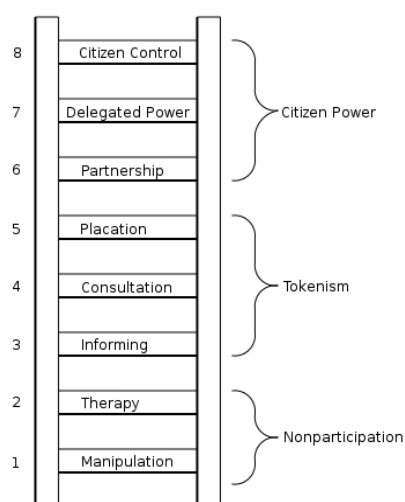 8 Citizen Control
7 Delegated Power
Citizen Power
6 Partnership
5 Placation
4 Consultation
Tokenism
3 Informing
2 Therapy
Nonparticipation
1 Manipulation